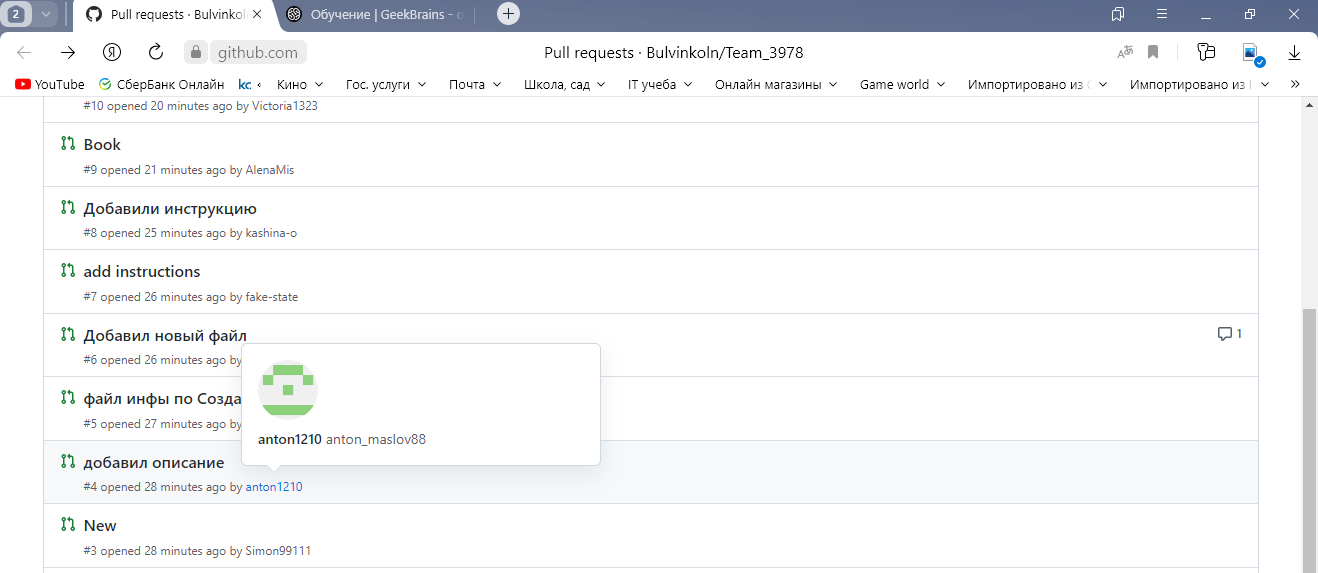 2 Pull requests · Bulvinkoln Обучение | GeekBrains -
Я github.com Pull requests · Bulvinkoln/Team_3978
YouTube СберБанк Онлайн kc Кино Гос. услуги Почта Школа, сад IT учеба Онлайн магазины Game world Импортировано из Импортировано из »
#10 opened 20 minutes ago by Victoria1323
Book
#9 opened 21 minutes ago by AlenaMis
Добавили инструкцию
#8 opened 25 minutes ago by kashina-o
add instructions
#7 opened 26 minutes ago by fake-state
Добавил новый файл 1
#6 opened 26 minutes ago by
файл инфы по Созда
#5 opened 27 minutes ago by
anton1210 anton_maslov88
добавил описание
#4 opened 28 minutes ago by anton1210
New
#3 opened 28 minutes ago by Simon99111